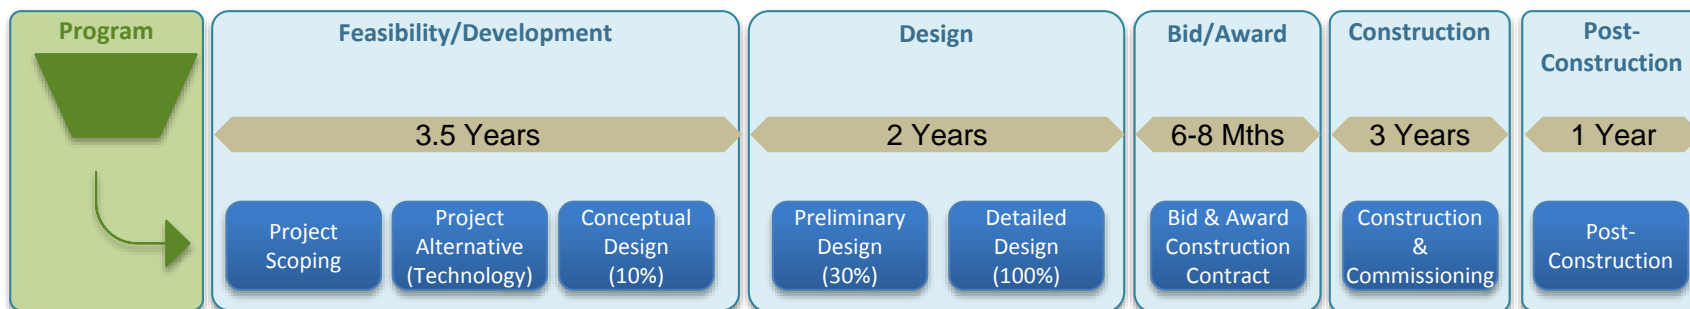 Program
Feasibility/Development
Design
Bid/Award
Construction
Post-
Construction
3.5 Years
2 Years
6-8 Mths
3 Years
1 Year
Project
Scoping
Project
Alternative
(Technology)
Conceptual
Design
(10%)
Preliminary
Design
(30%)
Detailed
Design
(100%)
Bid & Award
Construction
Contract
Construction
&
Commissioning
Post-
Construction